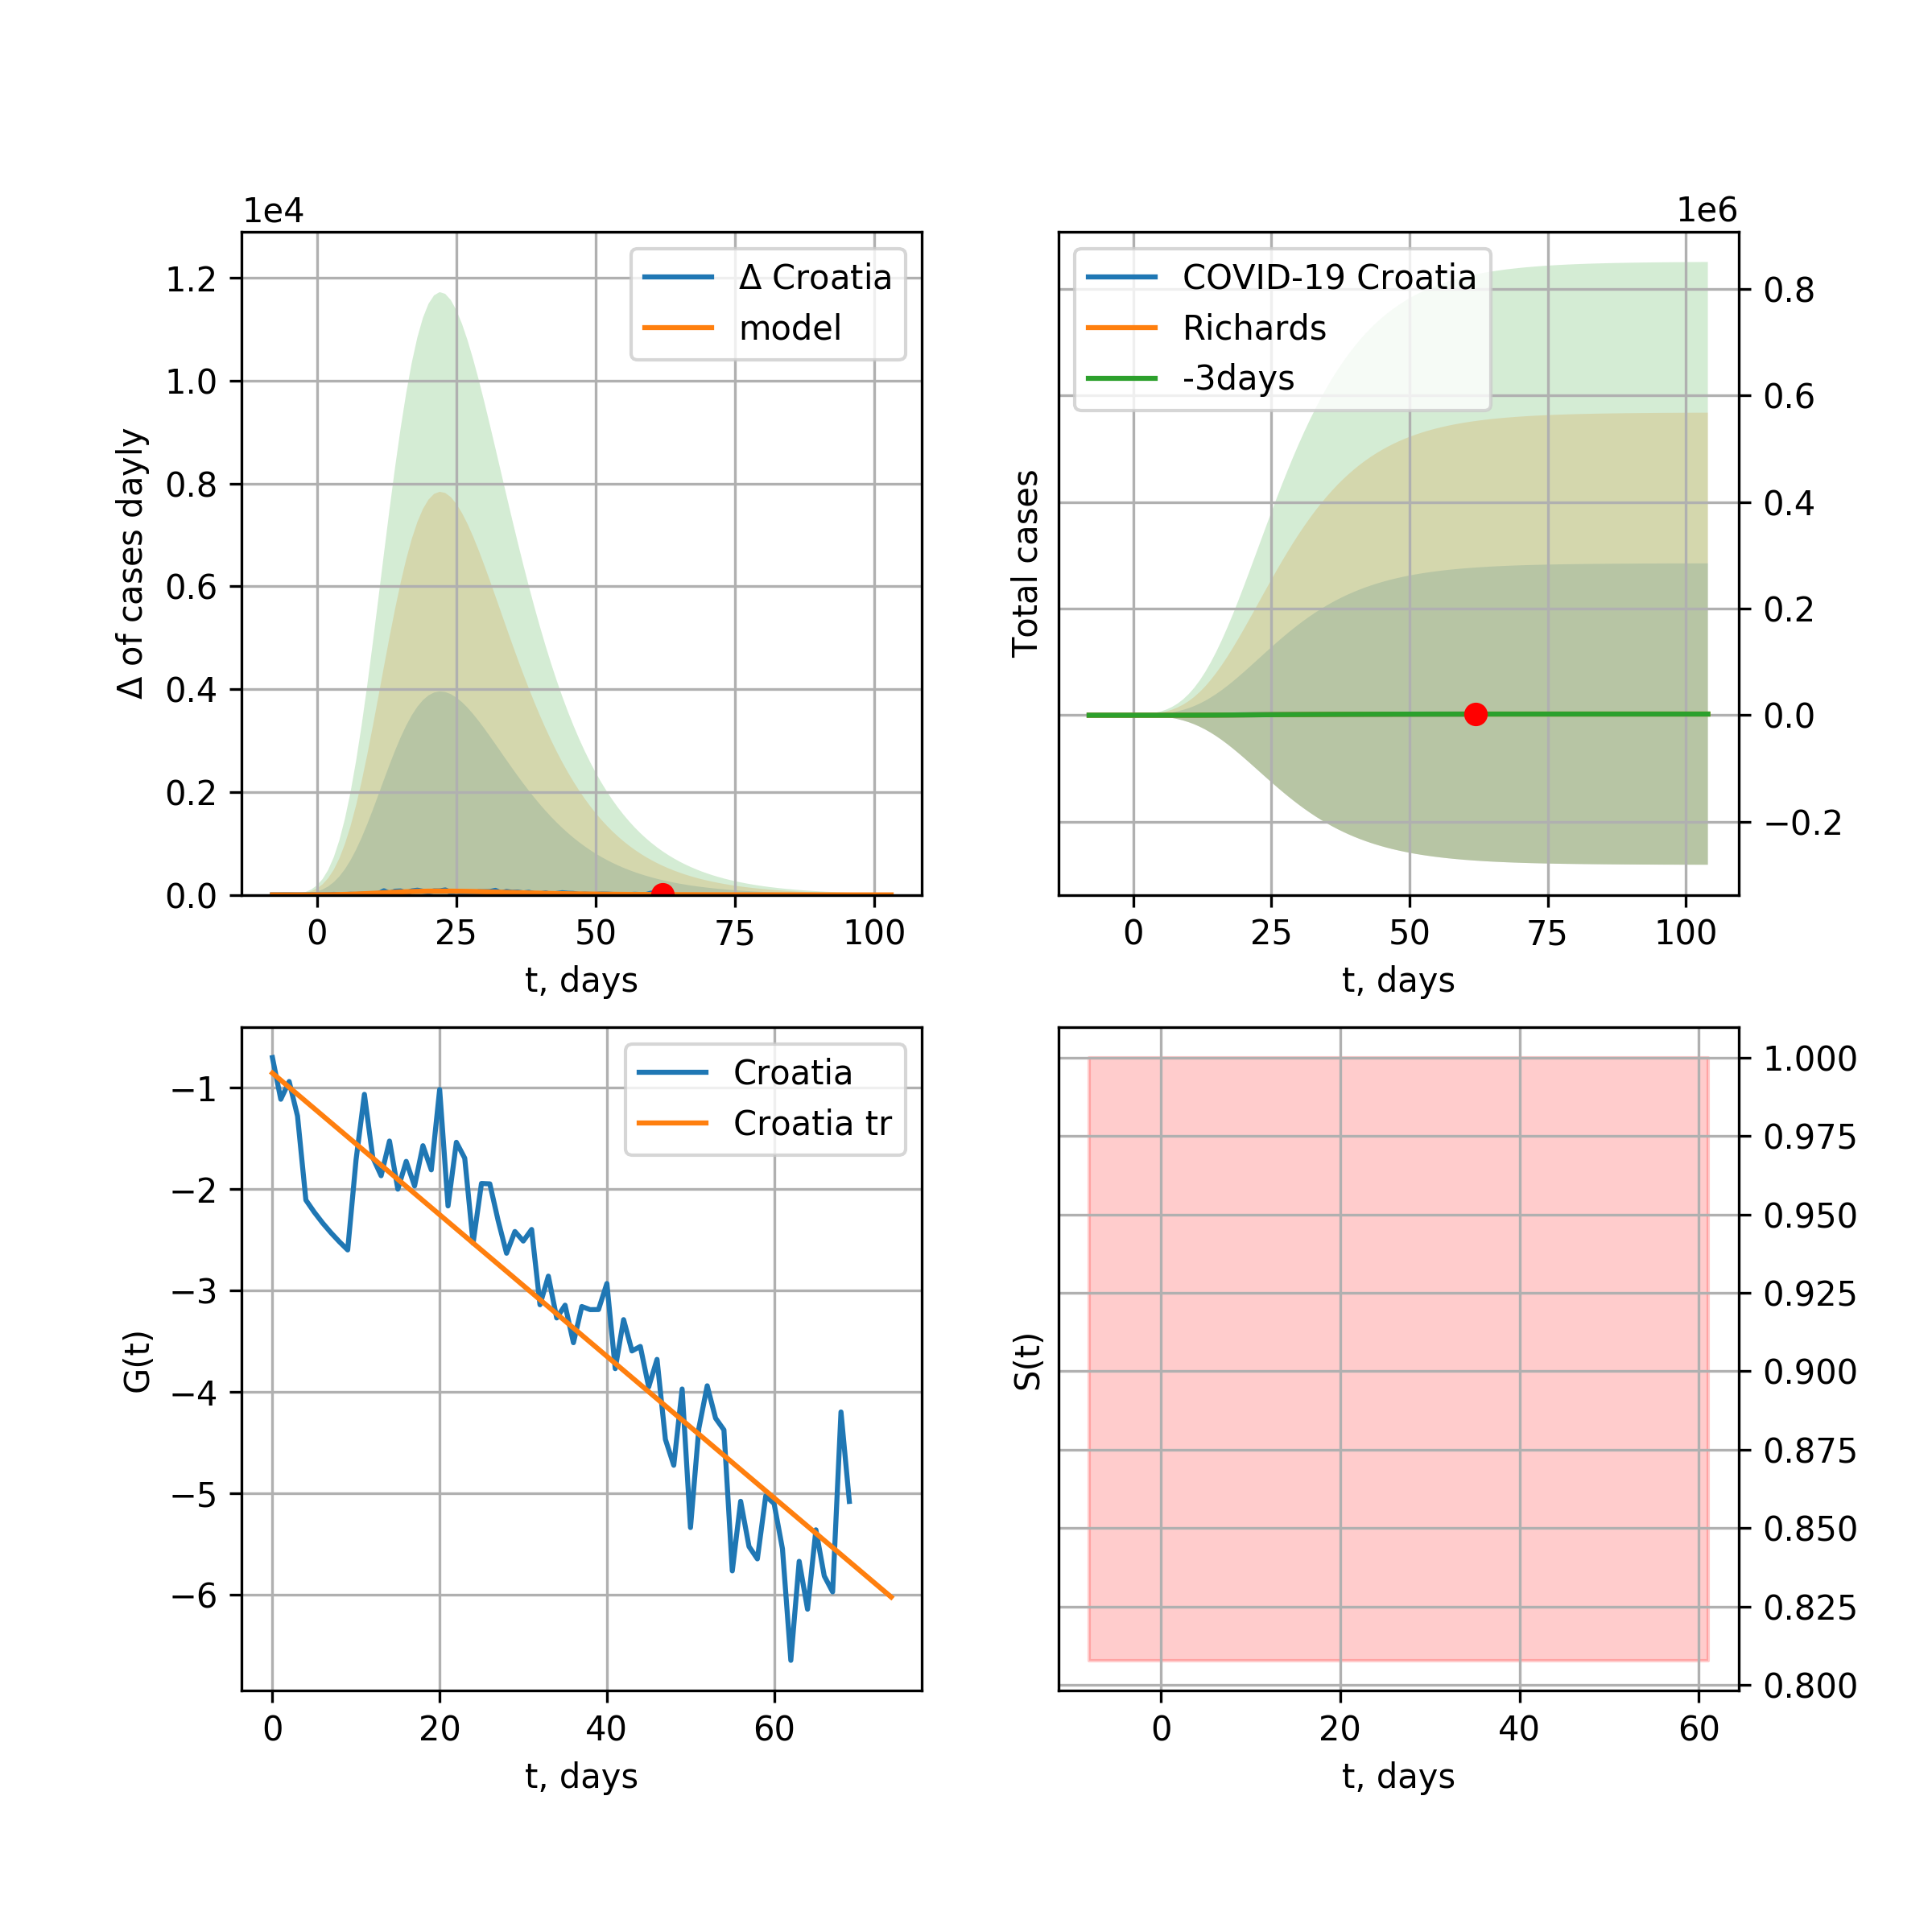 1e4
Δ of cases dayly
1.2
1.0
0.8
0.6
0.4
0.2
0.0
Δ Croatia
model
0 25 50 75 100
t, days
1e6
Total cases
COVID-19 Croatia
Richards
-3days
0.8
0.6
0.4
0.2
0.0
−0.2
0 25 50 75 100
t, days
G(t)
−1
−2
−3
−4
−5
−6
Croatia
Croatia tr
0 20 40 60
t, days
S(t)
1.000
0.975
0.950
0.925
0.900
0.875
0.850
0.825
0.800
0 20 40 60
t, days